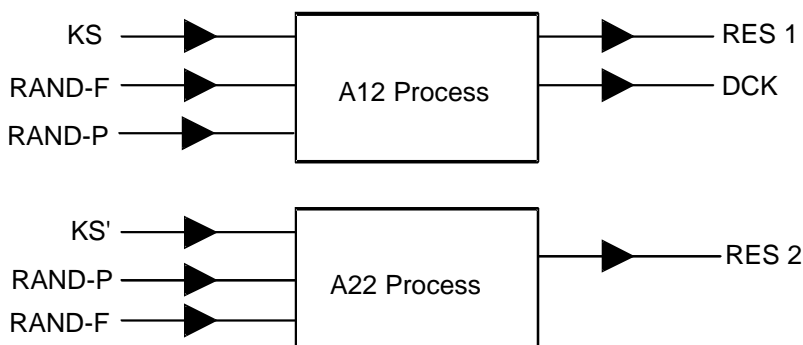 KS RES 1
RAND-F A12 Process DCK
RAND-P
KS'
RAND-P A22 Process RES 2
RAND-F